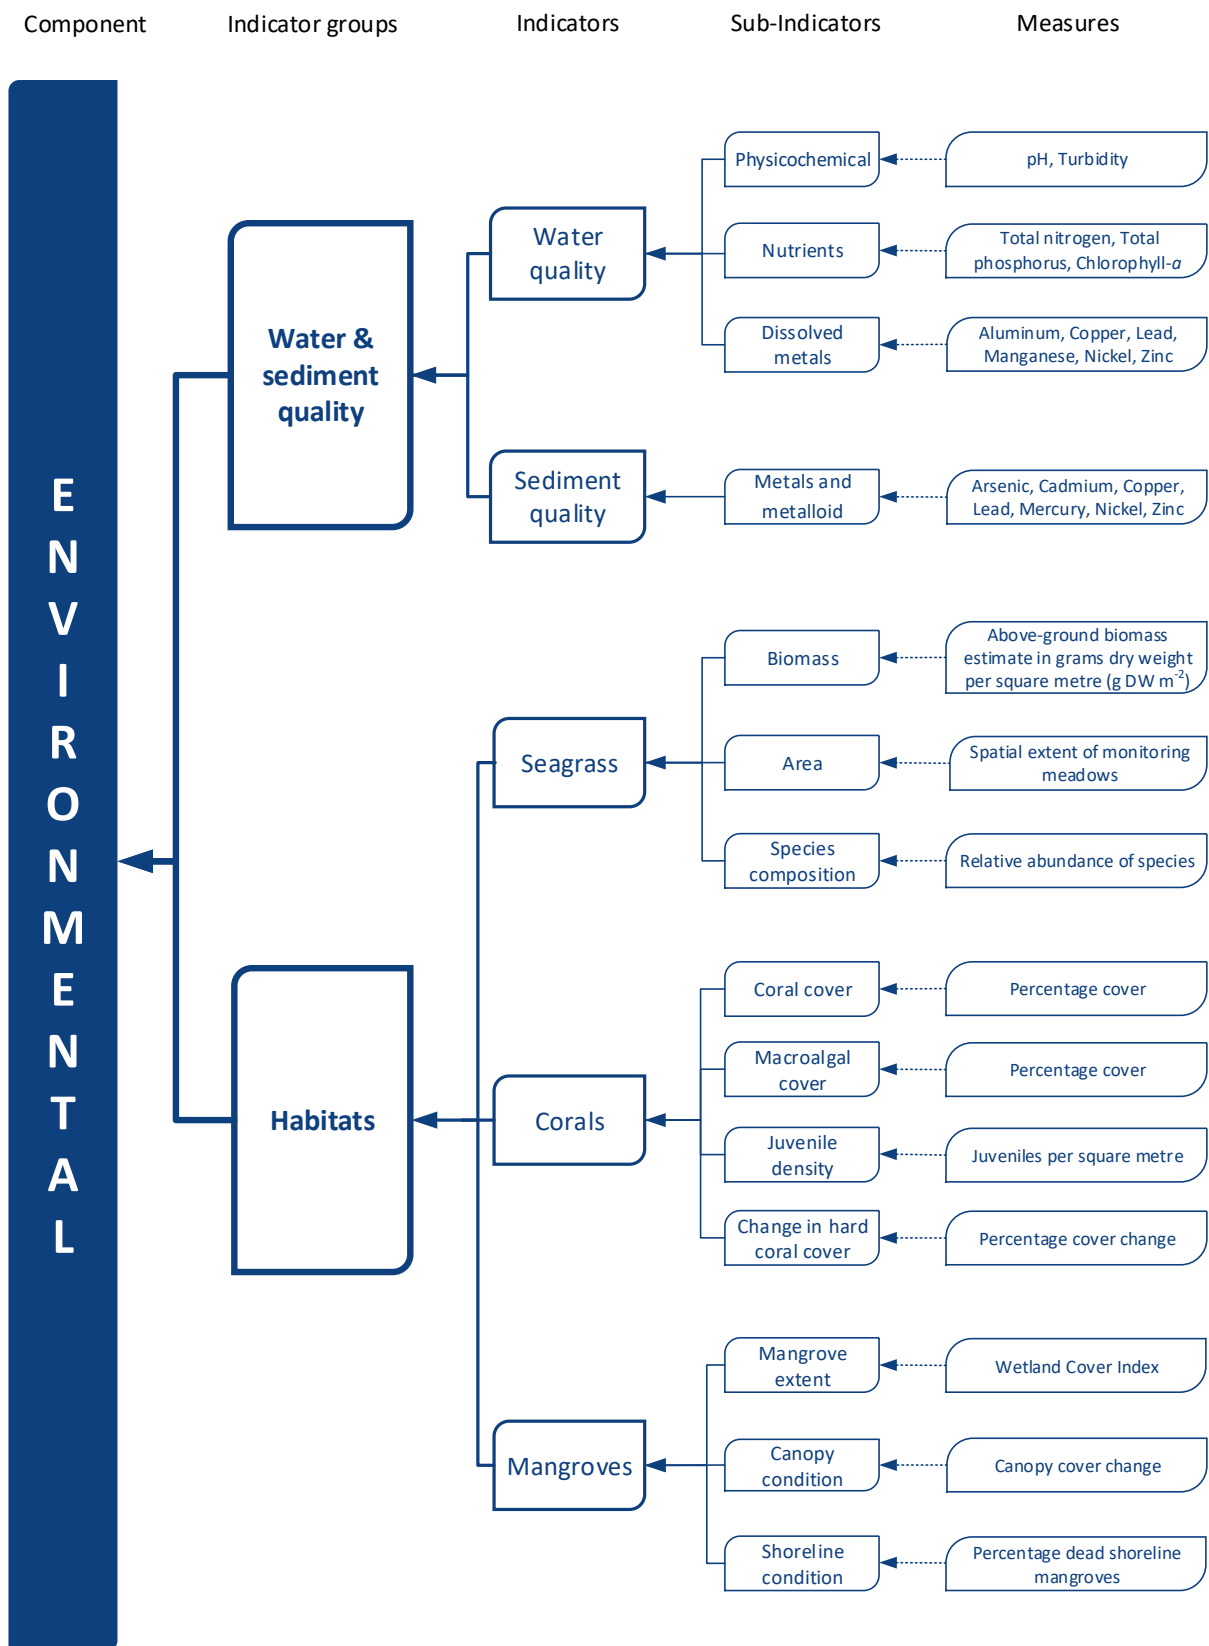 Component
Indicator groups
Indicators
Sub-Indicators
Measures
ENVIRONMENTAL
Water &
sediment
quality
Water
quality
Physicochemical
pH, Turbidity
Nutrients
Total nitrogen, Total
phosphorus, Chlorophyll-a
Dissolved
metals
Aluminum, Copper, Lead,
Manganese, Nickel, Zinc
Sediment
quality
Metals and
metalloid
Arsenic, Cadmium, Copper,
Lead, Mercury, Nickel, Zinc
Habitats
Seagrass
Biomass
Above-ground biomass
estimate in grams dry weight
per square metre (g DW m⁻²)
Area
Spatial extent of monitoring
meadows
Species
composition
Relative abundance of species
Corals
Coral cover
Percentage cover
Macroalgal
cover
Percentage cover
Juvenile
density
Juveniles per square metre
Change in hard
coral cover
Percentage cover change
Mangroves
Mangrove
extent
Wetland Cover Index
Canopy
condition
Canopy cover change
Shoreline
condition
Percentage dead shoreline
mangroves